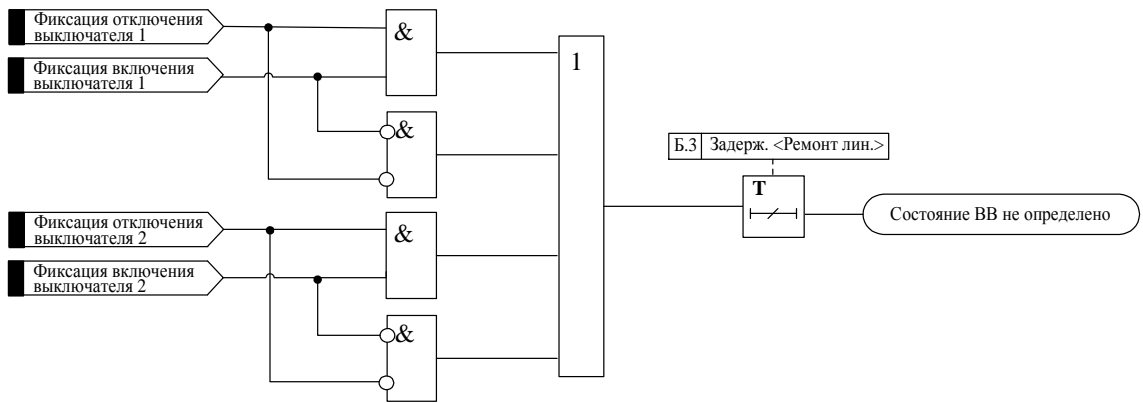 Фиксация отключения
выключателя 1
&
Фиксация включения
выключателя 1
&
1
Б.3 Задерж. <Ремонт лин.>
T
Состояние ВВ не определено
Фиксация отключения
выключателя 2
&
Фиксация включения
выключателя 2
&